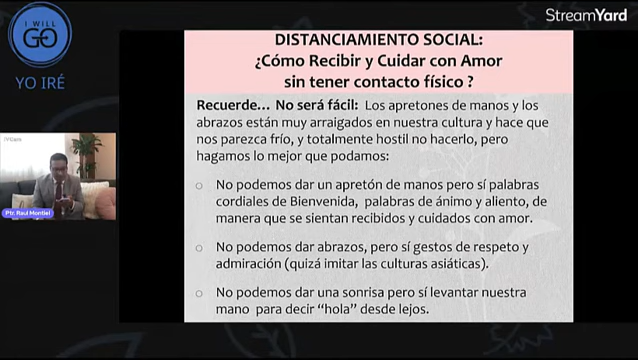 I WILL
GO
YO IRÉ
StreamYard
DISTANCIAMIENTO SOCIAL:
¿Cómo Recibir y Cuidar con Amor
sin tener contacto físico ?
Recuerde... No será fácil: Los apretones de manos y los
abrazos están muy arraigados en nuestra cultura y hace que
nos parezca frío, y totalmente hostil no hacerlo, pero
hagamos lo mejor que podamos:
○ No podemos dar un apretón de manos pero sí palabras
cordiales de Bienvenida, palabras de ánimo y aliento, de
manera que se sientan recibidos y cuidados con amor.
○ No podemos dar abrazos, pero sí gestos de respeto y
admiración (quizá imitar las culturas asiáticas).
○ No podemos dar una sonrisa pero sí levantar nuestra
mano para decir “hola” desde lejos.
Ptr. Raul Montiel